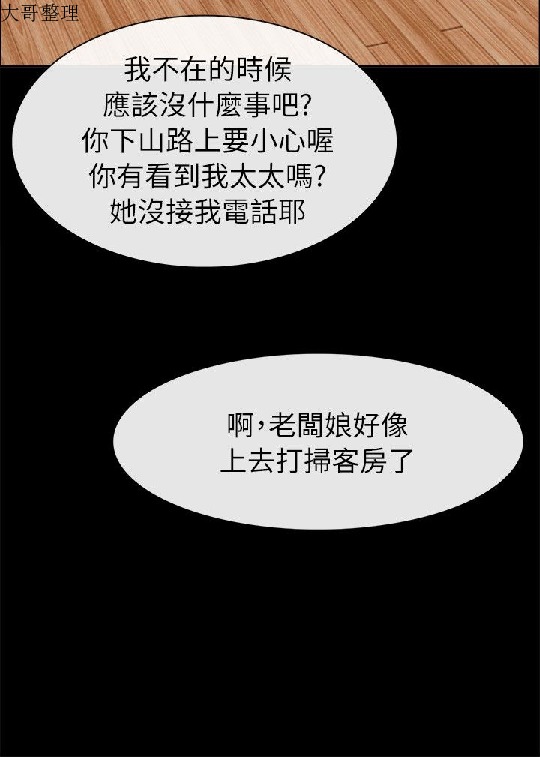 大哥整理
我不在的時候
應該沒什麼事吧?
你下山路上要小心喔
你有看到我太太嗎?
她沒接我電話耶
啊,老闆娘好像
上去打掃客房了